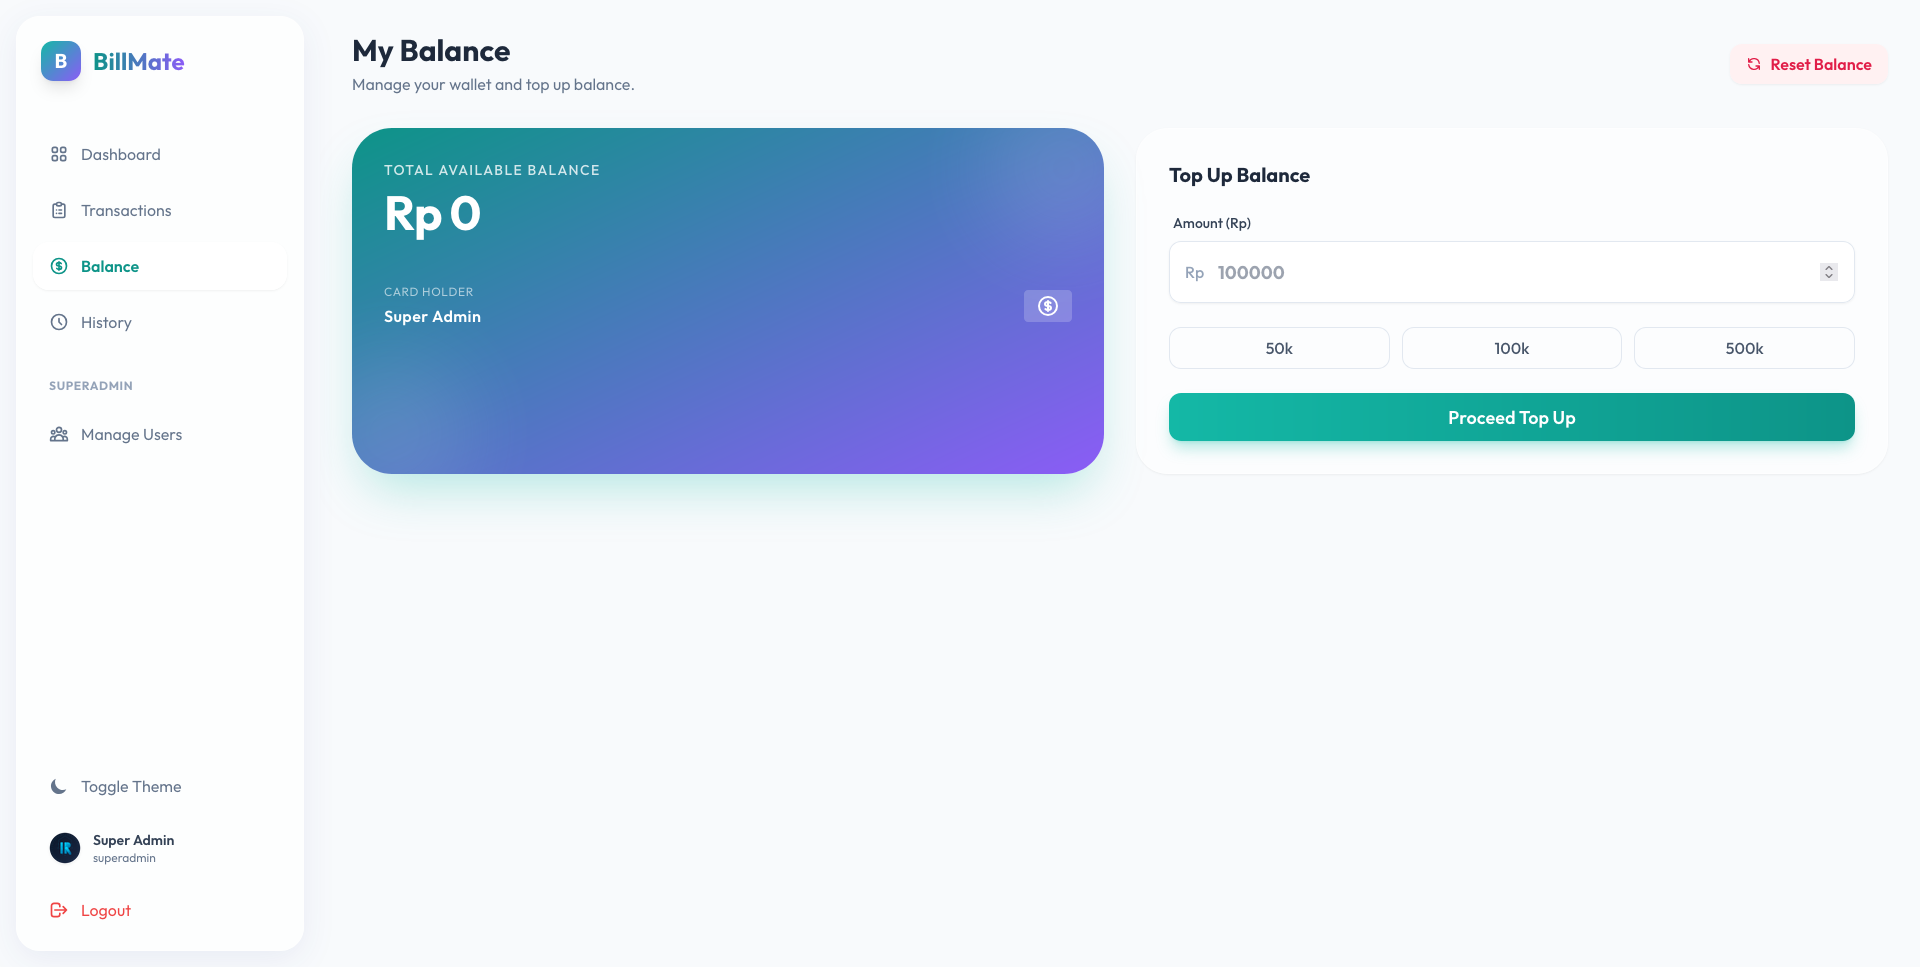 B BillMate
Dashboard
Transactions
Balance
History
SUPERADMIN
Manage Users
Toggle Theme
Super Admin
superadmin
Logout
My Balance
Manage your wallet and top up balance.
Reset Balance
TOTAL AVAILABLE BALANCE
Rp 0
CARD HOLDER
Super Admin
Top Up Balance
Amount (Rp)
Rp 100000
50k 100k 500k
Proceed Top Up